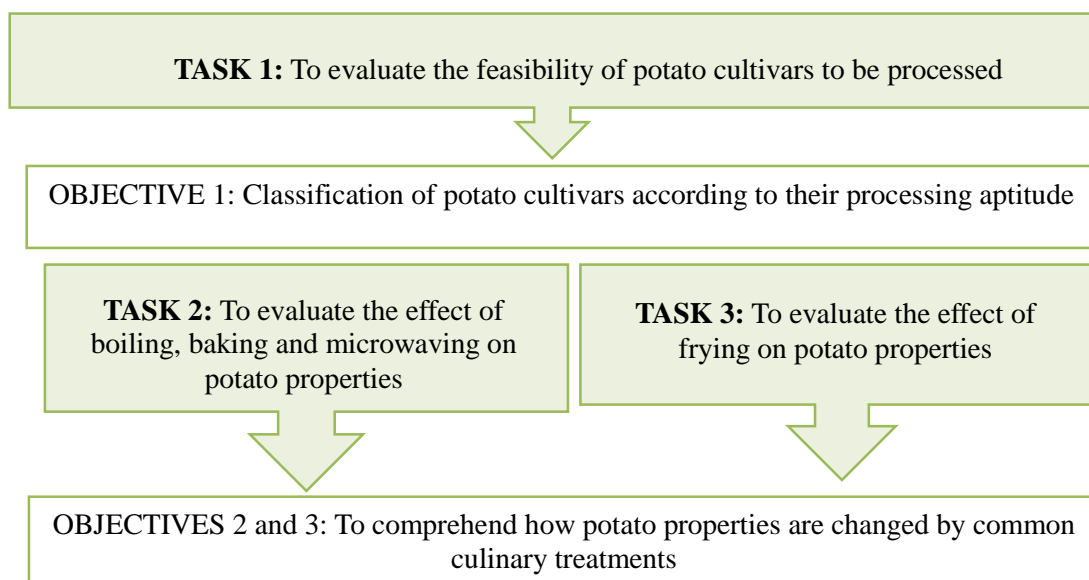 TASK 1: To evaluate the feasibility of potato cultivars to be processed
OBJECTIVE 1: Classification of potato cultivars according to their processing aptitude
TASK 2: To evaluate the effect of
boiling, baking and microwaving on
potato properties
TASK 3: To evaluate the effect of
frying on potato properties
OBJECTIVES 2 and 3: To comprehend how potato properties are changed by common
culinary treatments